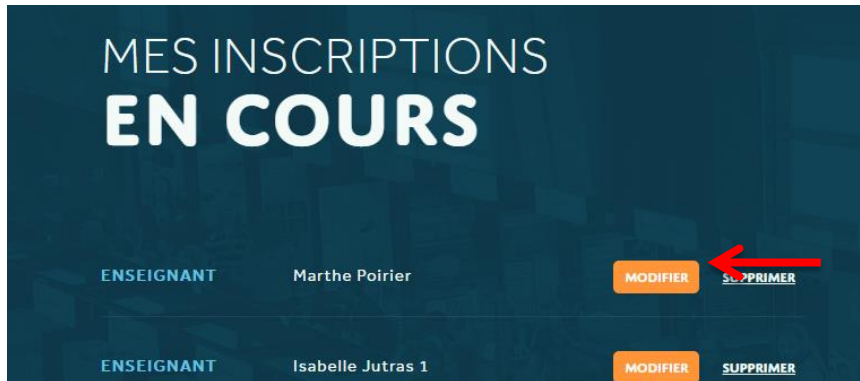 MES INSCRIPTIONS
EN COURS
ENSEIGNANT Marthe Poirier MODIFIER SUPPRIMER
ENSEIGNANT Isabelle Jutras 1 MODIFIER SUPPRIMER